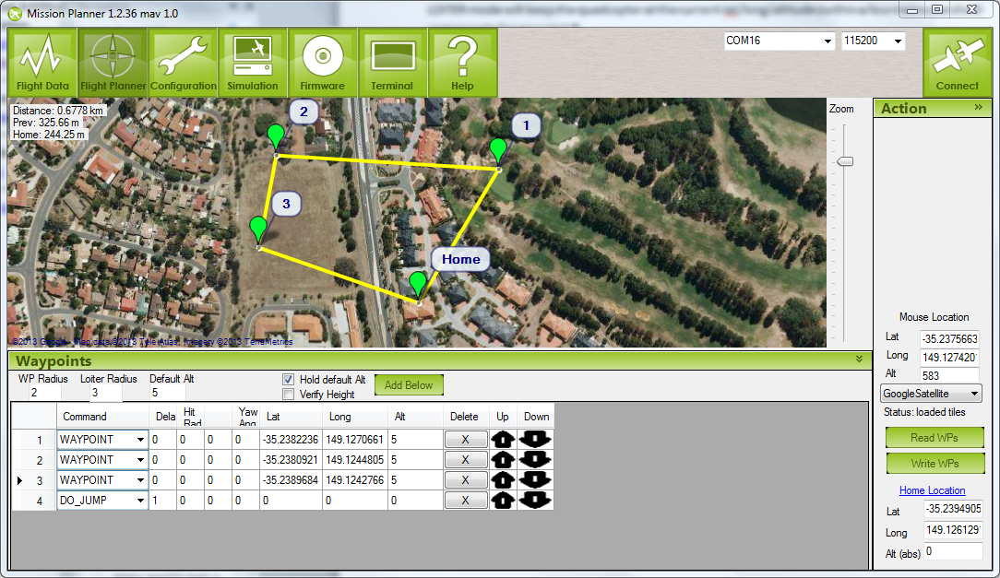 Mission Planner 1.2.36 mav 1.0
Flight Data
Flight Planner
Configuration
Simulation
Firmware
Terminal
Help
COM16
115200
Connect
Distance: 0.6778 km
Prev: 325.66 m
Home: 244.25 m
2
1
3
Home
Zoom
Action »
©2013 Google - Map data ©2013 Tele Atlas, Imagery ©2013 TerraMetrics
Mouse Location
Lat -35.2375663
Long 149.127420
Alt 583
GoogleSatellite
Status: loaded tiles
Read WPs
Write WPs
Home Location
Lat -35.2394905
Long 149.126129
Alt (abs) 0
Waypoints
WP Radius Loiter Radius Default Alt
2 3 5
Hold default Alt
Verify Height
Add Below
Command Dela Hit Rad Yaw Ang Lat Long Alt Delete Up Down
1 WAYPOINT 0 0 0 0 -35.2382236 149.1270661 5 X
2 WAYPOINT 0 0 0 0 -35.2380921 149.1244805 5 X
3 WAYPOINT 0 0 0 0 -35.2389684 149.1242766 5 X
4 DO_JUMP 1 0 0 0 0 0 0 X